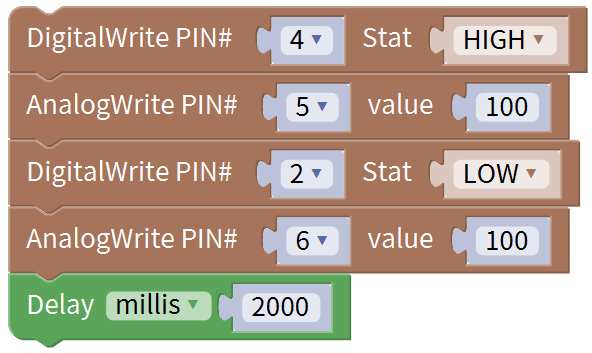 DigitalWrite PIN# 4 Stat HIGH
AnalogWrite PIN# 5 value 100
DigitalWrite PIN# 2 Stat LOW
AnalogWrite PIN# 6 value 100
Delay millis 2000